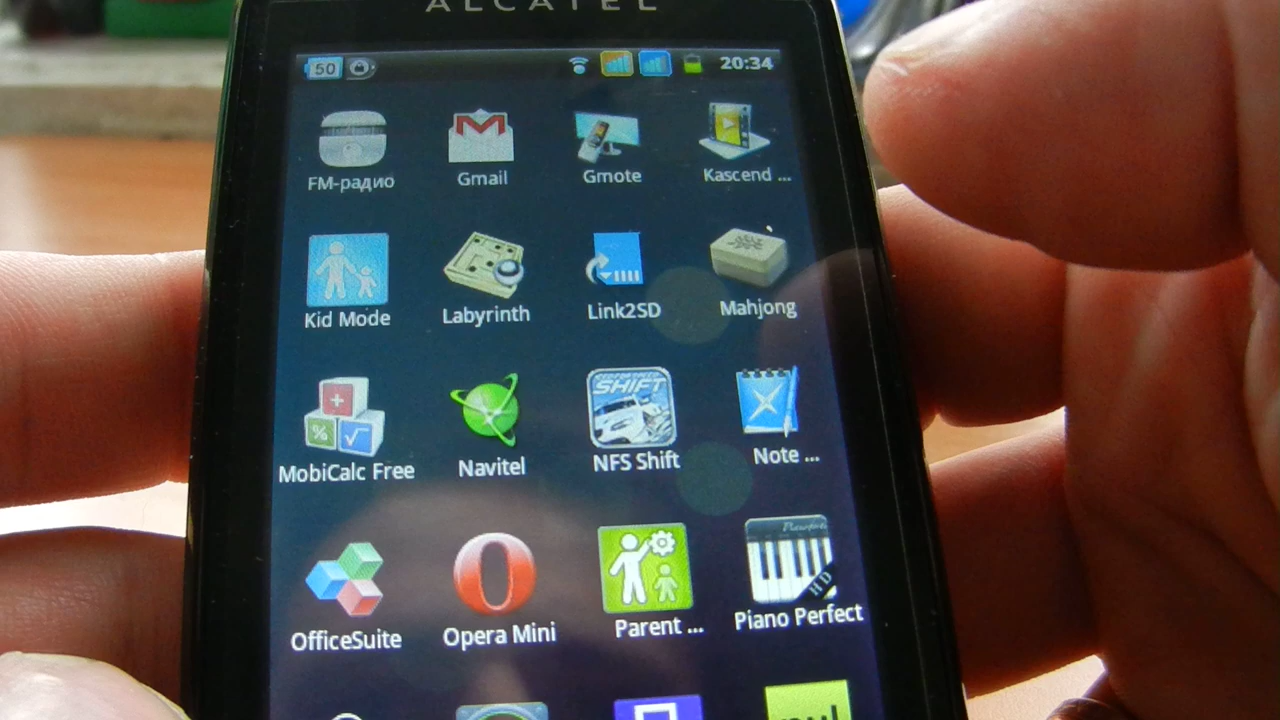 ALCATEL
50 20:34
FM-радио Gmail Gmote Kascend ...
Kid Mode Labyrinth Link2SD Mahjong
SHIFT
MobiCalc Free Navitel NFS Shift Note ...
OfficeSuite Opera Mini Parent ... Piano Perfect
HD